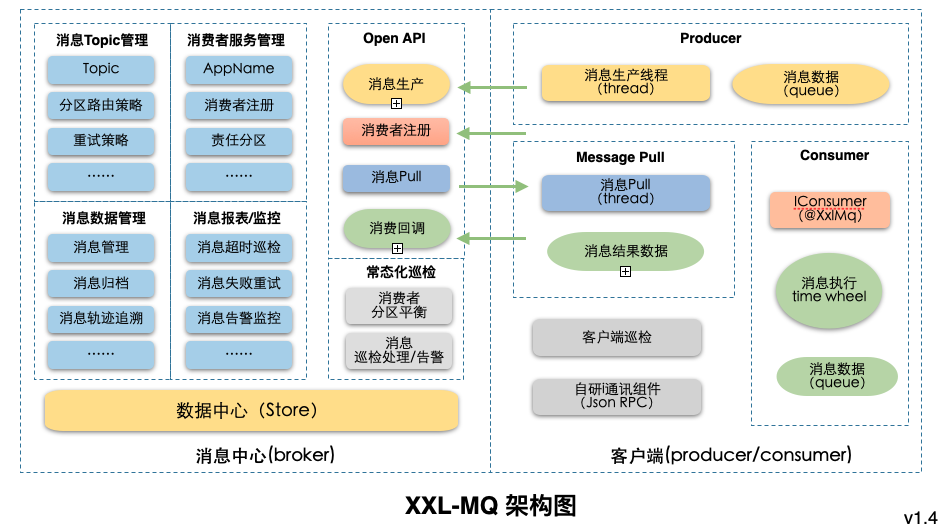 消息Topic管理
Topic
分区路由策略
重试策略
……
消费者服务管理
AppName
消费者注册
责任分区
……
消息数据管理
消息管理
消息归档
消息轨迹追溯
……
消息报表/监控
消息超时巡检
消息失败重试
消息告警监控
……
Open API
消息生产
消费者注册
消息Pull
消费回调
常态化巡检
消费者
分区平衡
消息
巡检处理/告警
数据中心（Store）
消息中心(broker)
Producer
消息生产线程
(thread)
消息数据
(queue)
Message Pull
消息Pull
(thread)
消息结果数据
客户端巡检
自研通讯组件
(Json RPC)
Consumer
IConsumer
(@XxlMq)
消息执行
time wheel
消息数据
(queue)
客户端(producer/consumer)
XXL-MQ 架构图
v1.4